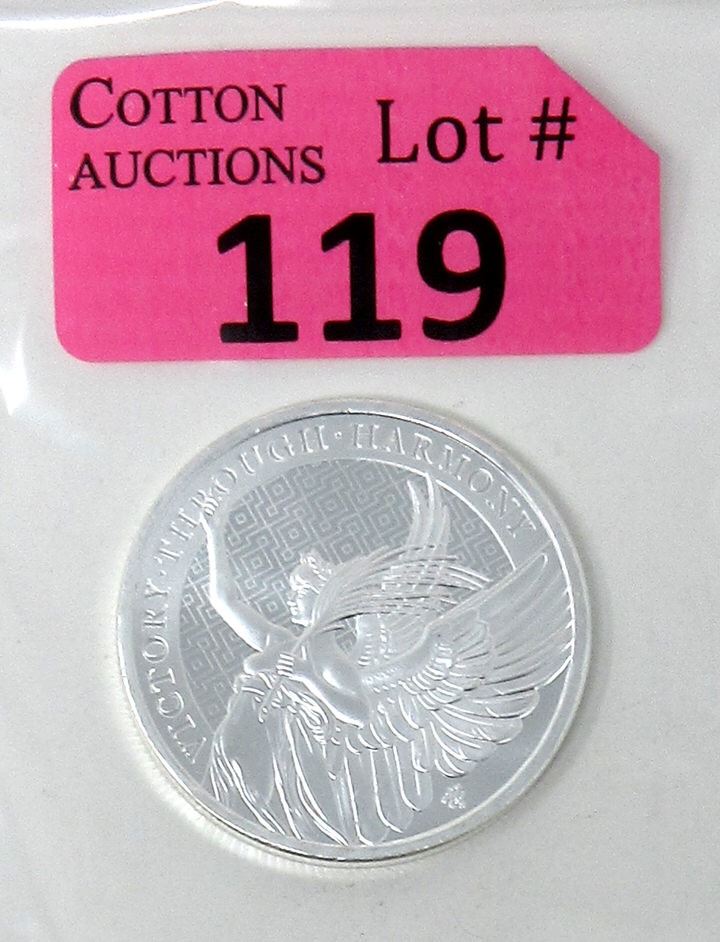 COTTON
AUCTIONS
Lot #
119
VICTORY · THROUGH · HARMONY